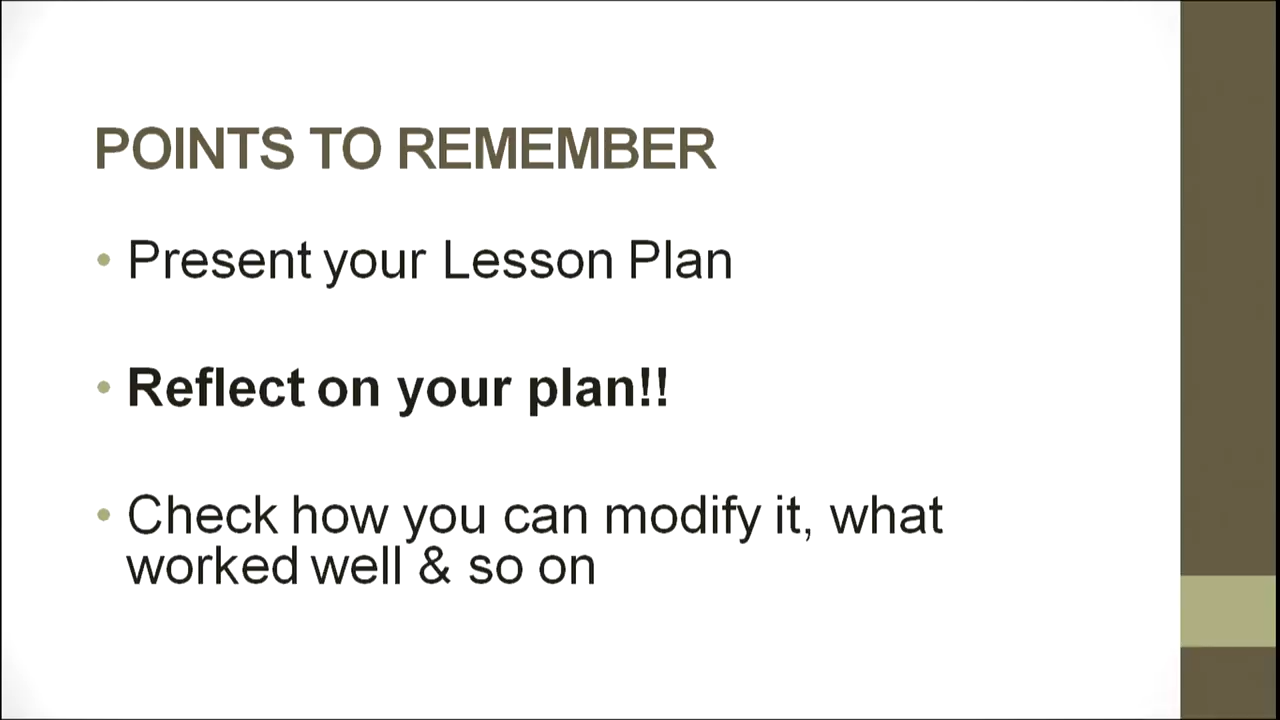 POINTS TO REMEMBER
• Present your Lesson Plan
• Reflect on your plan!!
• Check how you can modify it, what
worked well & so on